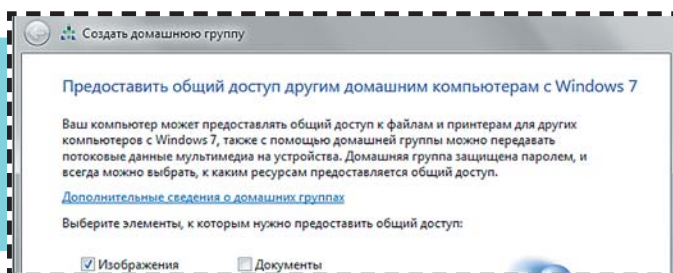 Создать домашнюю группу
Предоставить общий доступ другим домашним компьютерам с Windows 7
Ваш компьютер может предоставлять общий доступ к файлам и принтерам для других
компьютеров с Windows 7, также с помощью домашней группы можно передавать
потоковые данные мультимедиа на устройства. Домашняя группа защищена паролем, и
всегда можно выбрать, к каким ресурсам предоставляется общий доступ.
Дополнительные сведения о домашних группах
Выберите элементы, к которым нужно предоставить общий доступ:
Изображения Документы